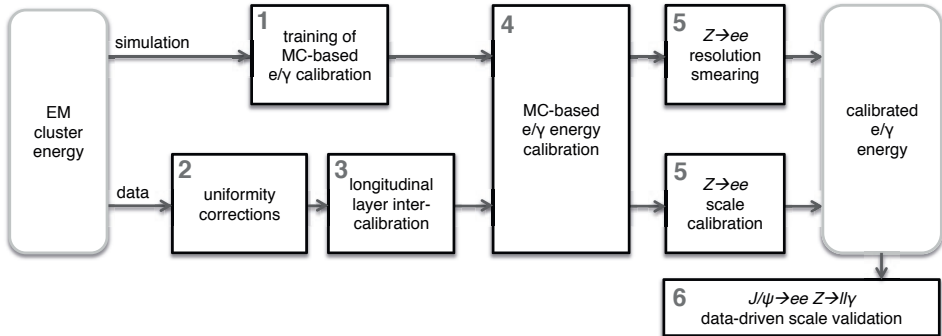 EM
cluster
energy
simulation
data
1
training of
MC-based
e/γ calibration
2
uniformity
corrections
3
longitudinal
layer inter-
calibration
4
MC-based
e/γ energy
calibration
5
Z→ee
resolution
smearing
5
Z→ee
scale
calibration
calibrated
e/γ
energy
6
J/ψ→ee Z→llγ
data-driven scale validation